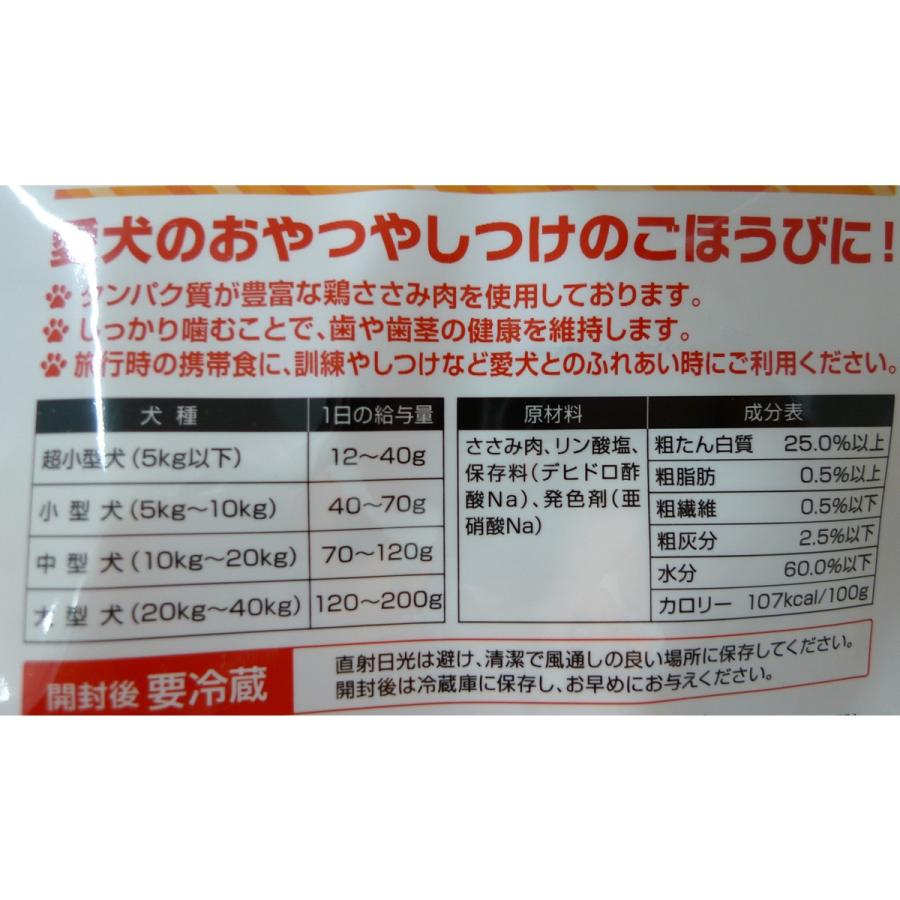 愛犬のおやつやしつけのごほうびに!
タンパク質が豊富な鶏ささみ肉を使用しております。
しっかり噛むことで、歯や歯茎の健康を維持します。
旅行時の携帯食に、訓練やしつけなど愛犬とのふれあい時にご利用ください。
犬種 1日の給与量
超小型犬(5kg以下) 12〜40g
小型犬(5kg〜10kg) 40〜70g
中型犬(10kg〜20kg) 70〜120g
大型犬(20kg〜40kg) 120〜200g
原材料
ささみ肉、リン酸塩、
保存料(デヒドロ酢
酸Na)、発色剤(亜
硝酸Na)
成分表
粗たん白質 25.0%以上
粗脂肪 0.5%以上
粗繊維 0.5%以下
粗灰分 2.5%以下
水分 60.0%以下
カロリー 107kcal/100g
開封後 要冷蔵
直射日光は避け、清潔で風通しの良い場所に保存してください。
開封後は冷蔵庫に保存し、お早めにお与えください。